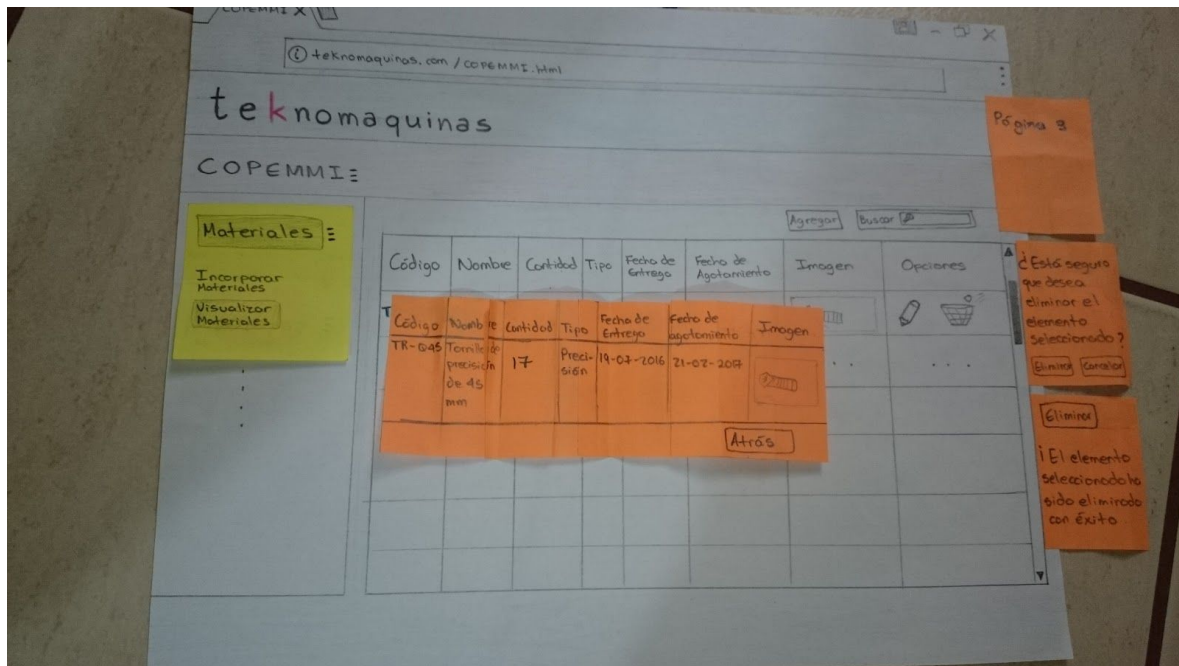 COPEMMI X
teknomaquinas.com/COPEMMI.html
teknomaquinas
COPEMMI
Página 3
Materiales
Incorporar
Materiales
Visualizar
Materiales
Agregar Buscar
Código Nombre Cantidad Tipo Fecha de Entrega Fecha de Agotamiento Imagen Opciones
Código Nombre Cantidad Tipo Fecha de Entrega Fecha de agotamiento Imagen
TR-Q45 Tornillo de precisión de 45 mm 17 Preci-sión 19-07-2016 21-02-2017
Atrás
¿Está seguro
que desea
eliminar el
elemento
seleccionado?
Eliminar Cancelar
Eliminar
¡El elemento
seleccionado ha
sido eliminado
con éxito